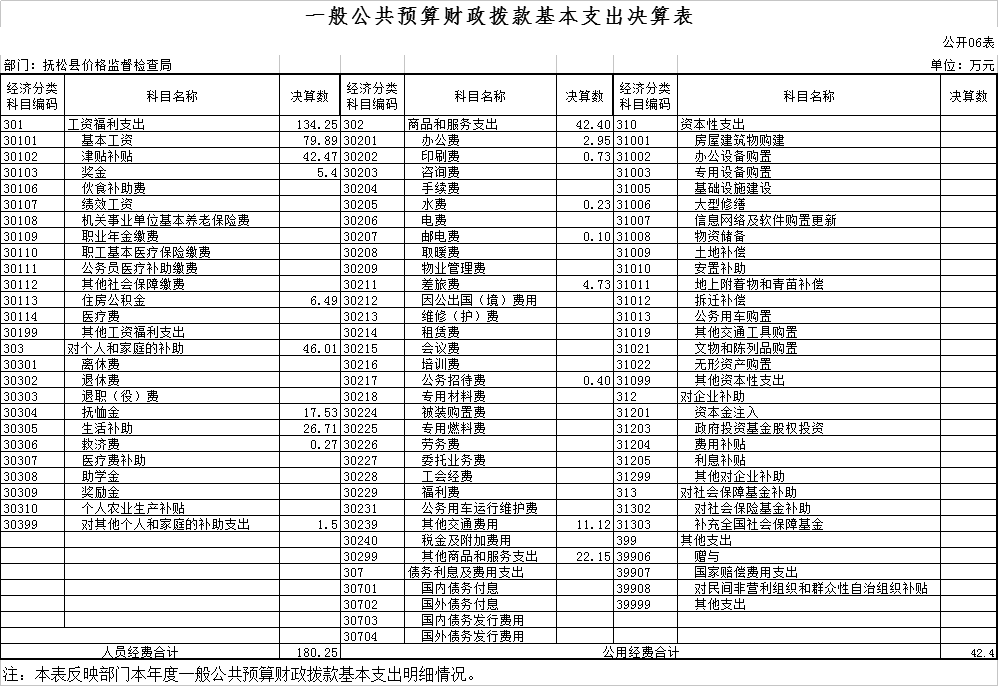 一般公共预算财政拨款基本支出决算表
公开06表
部门：抚松县价格监督检查局 单位：万元
经济分类科目编码 科目名称 决算数 经济分类科目编码 科目名称 决算数 经济分类科目编码 科目名称 决算数
301 工资福利支出 134.25 302 商品和服务支出 42.40 310 资本性支出
30101 基本工资 79.89 30201 办公费 2.95 31001 房屋建筑物购建
30102 津贴补贴 42.47 30202 印刷费 0.73 31002 办公设备购置
30103 奖金 5.4 30203 咨询费 31003 专用设备购置
30106 伙食补助费 30204 手续费 31005 基础设施建设
30107 绩效工资 30205 水费 0.23 31006 大型修缮
30108 机关事业单位基本养老保险费 30206 电费 31007 信息网络及软件购置更新
30109 职业年金缴费 30207 邮电费 0.10 31008 物资储备
30110 职工基本医疗保险缴费 30208 取暖费 31009 土地补偿
30111 公务员医疗补助缴费 30209 物业管理费 31010 安置补助
30112 其他社会保障缴费 30211 差旅费 4.73 31011 地上附着物和青苗补偿
30113 住房公积金 6.49 30212 因公出国（境）费用 31012 拆迁补偿
30114 医疗费 30213 维修（护）费 31013 公务用车购置
30199 其他工资福利支出 30214 租赁费 31019 其他交通工具购置
303 对个人和家庭的补助 46.01 30215 会议费 31021 文物和陈列品购置
30301 离休费 30216 培训费 31022 无形资产购置
30302 退休费 30217 公务招待费 0.40 31099 其他资本性支出
30303 退职（役）费 30218 专用材料费 312 对企业补助
30304 抚恤金 17.53 30224 被装购置费 31201 资本金注入
30305 生活补助 26.71 30225 专用燃料费 31203 政府投资基金股权投资
30306 救济费 0.27 30226 劳务费 31204 费用补贴
30307 医疗费补助 30227 委托业务费 31205 利息补贴
30308 助学金 30228 工会经费 31299 其他对企业补助
30309 奖励金 30229 福利费 313 对社会保障基金补助
30310 个人农业生产补贴 30231 公务用车运行维护费 31302 对社会保险基金补助
30399 对其他个人和家庭的补助支出 1.5 30239 其他交通费用 11.12 31303 补充全国社会保障基金
30240 税金及附加费用 399 其他支出
30299 其他商品和服务支出 22.15 39906 赠与
307 债务利息及费用支出 39907 国家赔偿费用支出
30701 国内债务付息 39908 对民间非营利组织和群众性自治组织补贴
30702 国外债务付息 39999 其他支出
30703 国内债务发行费用
30704 国外债务发行费用
人员经费合计 180.25 公用经费合计 42.4
注：本表反映部门本年度一般公共预算财政拨款基本支出明细情况。